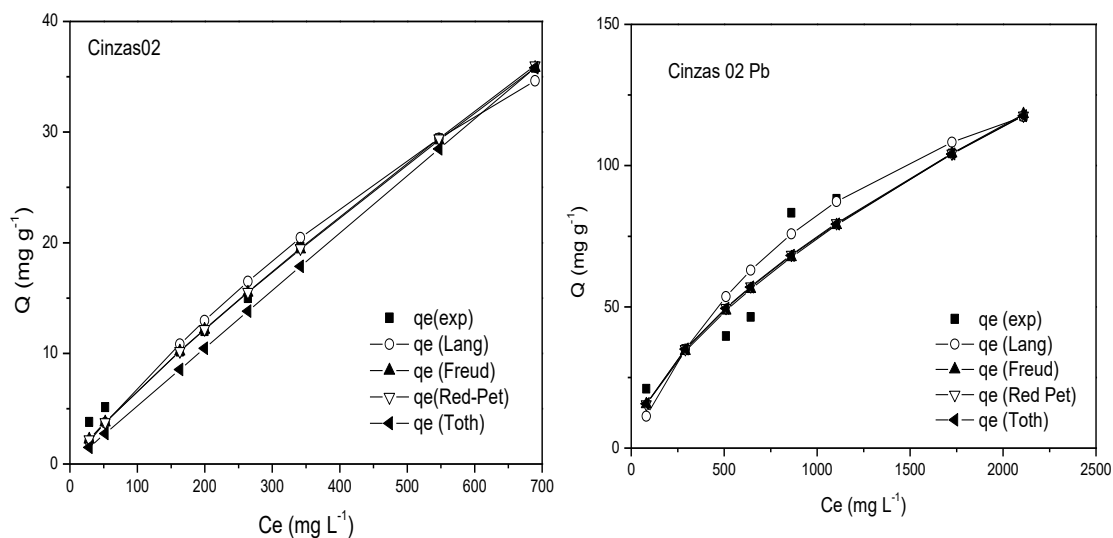 Cinzas02
Q (mg g-1)
40
30
20
10
0
qe(exp)
qe (Lang)
qe (Freud)
qe(Red-Pet)
qe (Toth)
0 100 200 300 400 500 600 700
Ce (mg L-1)
Cinzas 02 Pb
Q (mg g-1)
150
100
50
0
qe (exp)
qe (Lang)
qe (Freud)
qe (Red Pet)
qe (Toth)
0 500 1000 1500 2000 2500
Ce (mg L-1)